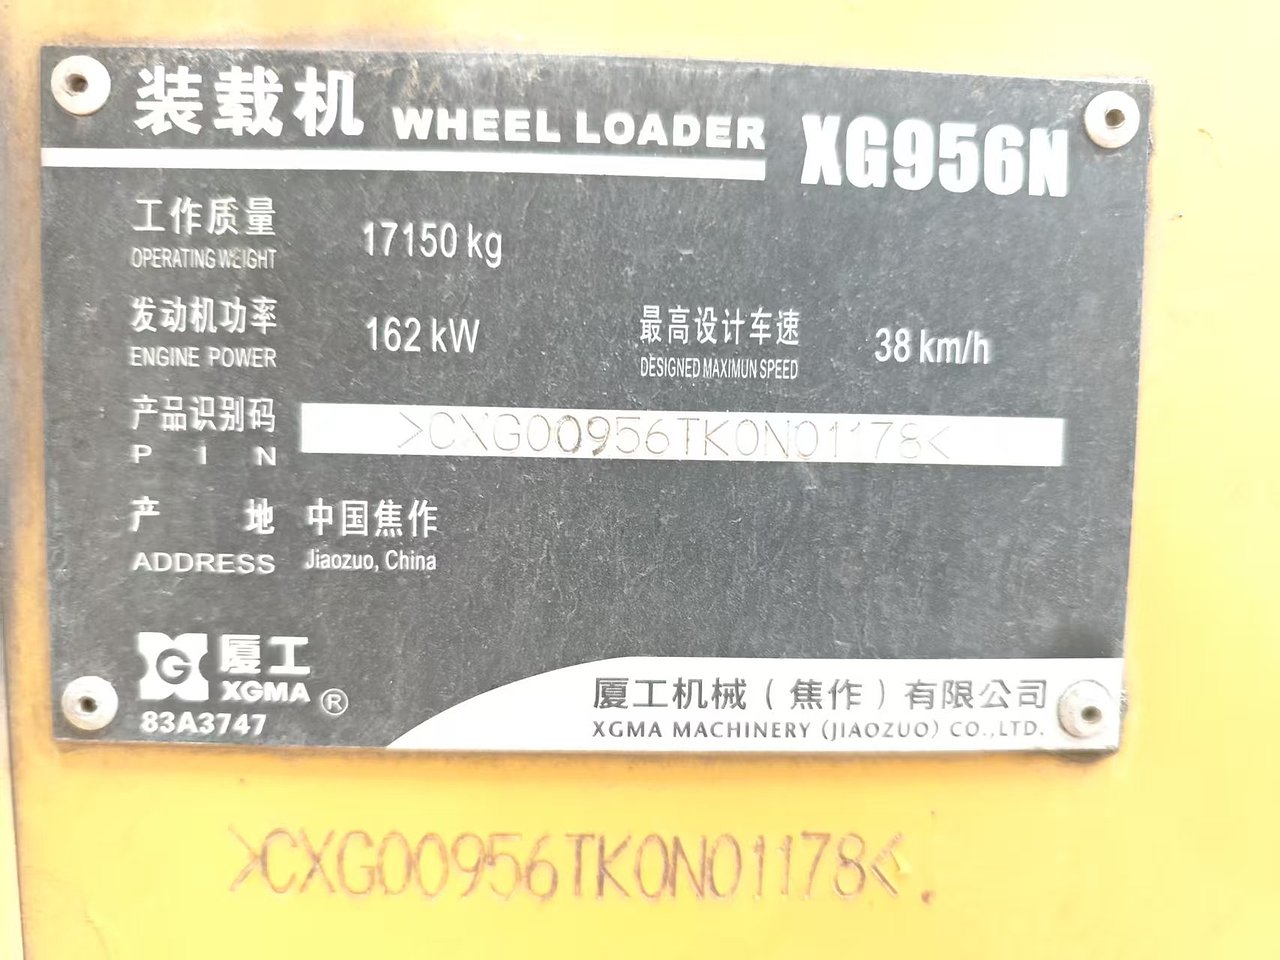 装载机 WHEEL LOADER XG956N
工作质量 17150 kg
OPERATING WEIGHT
发动机功率 162 kW 最高设计车速 38 km/h
ENGINE POWER DESIGNED MAXIMUN SPEED
产品识别码 >CXG00956TK0N01178<
P I N
产 地 中国焦作
ADDRESS Jiaozuo, China
G 厦工
XGMA ®
83A3747
厦工机械（焦作）有限公司
XGMA MACHINERY (JIAOZUO) CO.,LTD.
>CXG00956TK0N01178<.